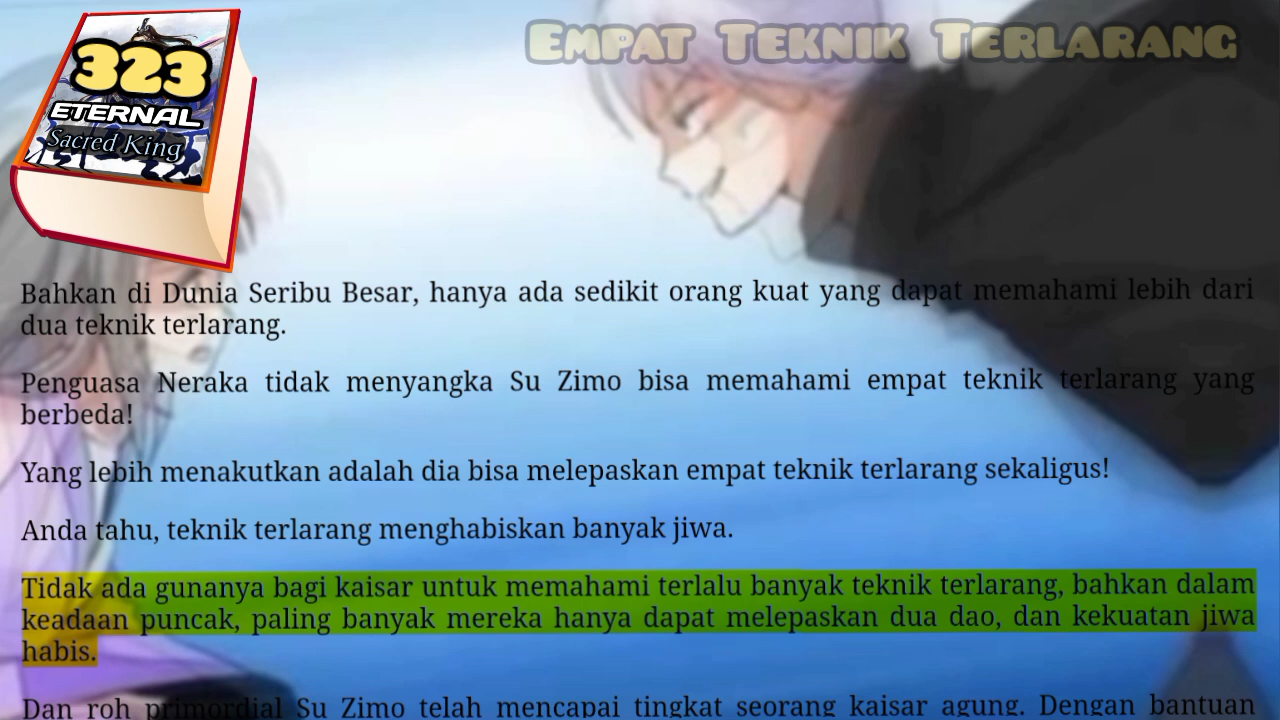 Empat Teknik Terlarang
323
ETERNAL
Sacred King
Bahkan di Dunia Seribu Besar, hanya ada sedikit orang kuat yang dapat memahami lebih dari
dua teknik terlarang.
Penguasa Neraka tidak menyangka Su Zimo bisa memahami empat teknik terlarang yang
berbeda!
Yang lebih menakutkan adalah dia bisa melepaskan empat teknik terlarang sekaligus!
Anda tahu, teknik terlarang menghabiskan banyak jiwa.
Tidak ada gunanya bagi kaisar untuk memahami terlalu banyak teknik terlarang, bahkan dalam
keadaan puncak, paling banyak mereka hanya dapat melepaskan dua dao, dan kekuatan jiwa
habis.
Dan roh primordial Su Zimo telah mencapai tingkat seorang kaisar agung. Dengan bantuan